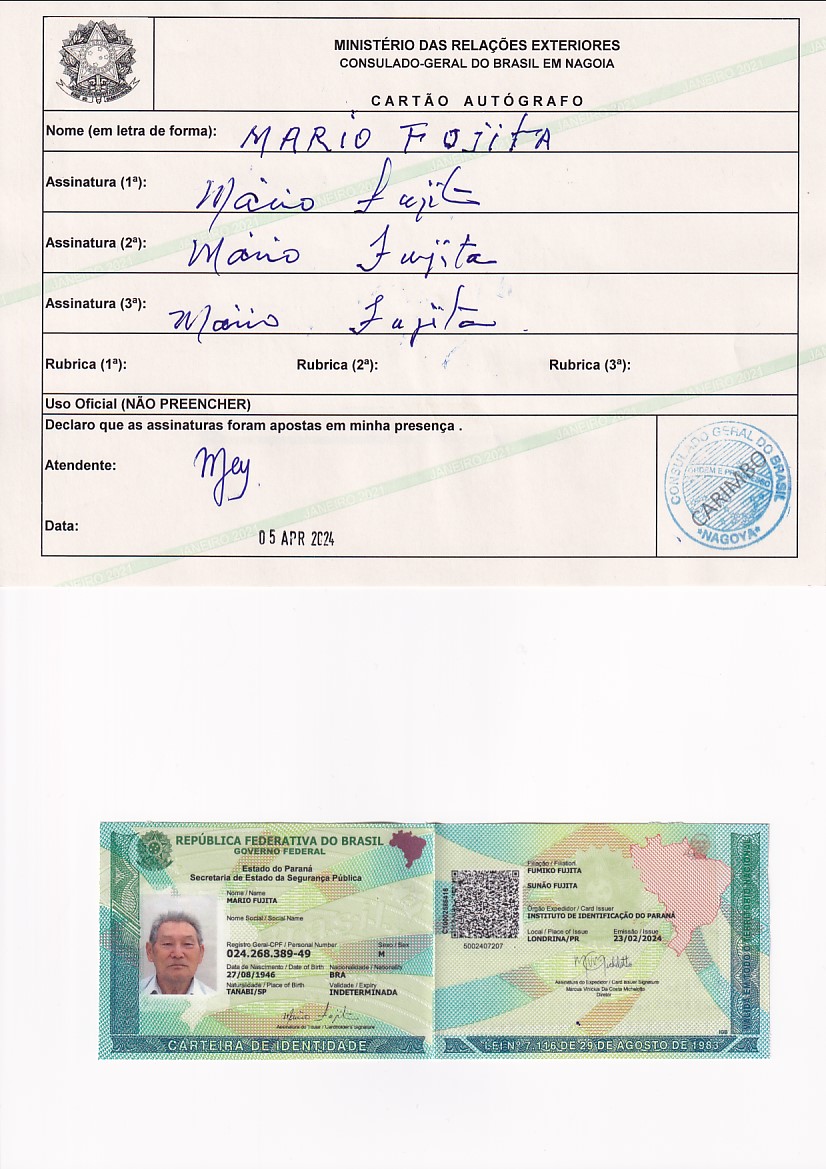 MINISTÉRIO DAS RELAÇÕES EXTERIORES
CONSULADO-GERAL DO BRASIL EM NAGOIA
CARTÃO AUTÓGRAFO
Nome (em letra de forma): MARIO FUJITA
Assinatura (1ª): Mário Fujita
Assinatura (2ª): Mário Fujita
Assinatura (3ª): Mário Fujita
Rubrica (1ª): Rubrica (2ª): Rubrica (3ª):
Uso Oficial (NÃO PREENCHER)
Declaro que as assinaturas foram apostas em minha presença .
Atendente:
Data: 05 APR 2024
CONSULADO GERAL DO BRASIL
CARIMBO
*NAGOYA*
JANEIRO 2021
REPÚBLICA FEDERATIVA DO BRASIL
GOVERNO FEDERAL
Estado do Paraná
Secretaria de Estado da Segurança Pública
Nome / Name
MARIO FUJITA
Nome Social / Social Name
Registro Geral-CPF / Personal Number Sexo / Sex
024.268.389-49 M
Data de Nascimento / Date of Birth Nacionalidade / Nationality
27/08/1946 BRA
Naturalidade / Place of Birth Validade / Expiry
TANABI/SP INDETERMINADA
Mário Fujita
Assinatura do Titular / Cardholder's Signature
CARTEIRA DE IDENTIDADE
Filiação / Filiation
FUMIKO FUJITA
SUNÃO FUJITA
Órgão Expedidor / Card Issuer
INSTITUTO DE IDENTIFICAÇÃO DO PARANÁ
Local / Place of Issue Emissão / Issue
LONDRINA/PR 23/02/2024
5002407207
Assinatura do Expedidor / Card Issuer Signature
Marcus Vinicius Da Costa Michelotto
Diretor
IGB
LEI Nº 7.116 DE 29 DE AGOSTO DE 1983
VÁLIDA EM TODO O TERRITÓRIO NACIONAL